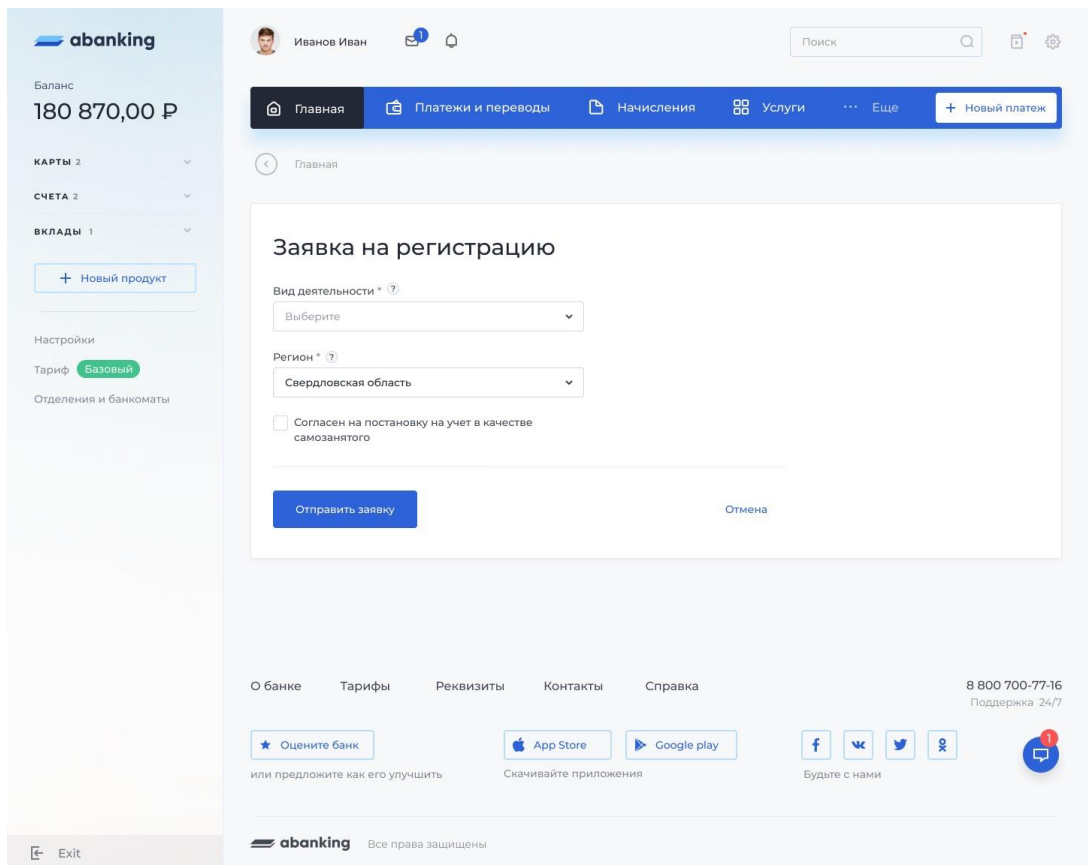 abanking
Баланс
180 870,00 ₽
КАРТЫ 2
СЧЕТА 2
ВКЛАДЫ 1
+ Новый продукт
Настройки
Тариф Базовый
Отделения и банкоматы
Exit
Иванов Иван 1 Поиск
Главная Платежи и переводы Начисления Услуги ··· Еще + Новый платеж
Главная
Заявка на регистрацию
Вид деятельности * ?
Выберите
Регион * ?
Свердловская область
Согласен на постановку на учет в качестве
самозанятого
Отправить заявку Отмена
О банке Тарифы Реквизиты Контакты Справка 8 800 700-77-16
Поддержка 24/7
Оцените банк App Store Google play 1
или предложите как его улучшить Скачивайте приложения Будьте с нами
abanking Все права защищены